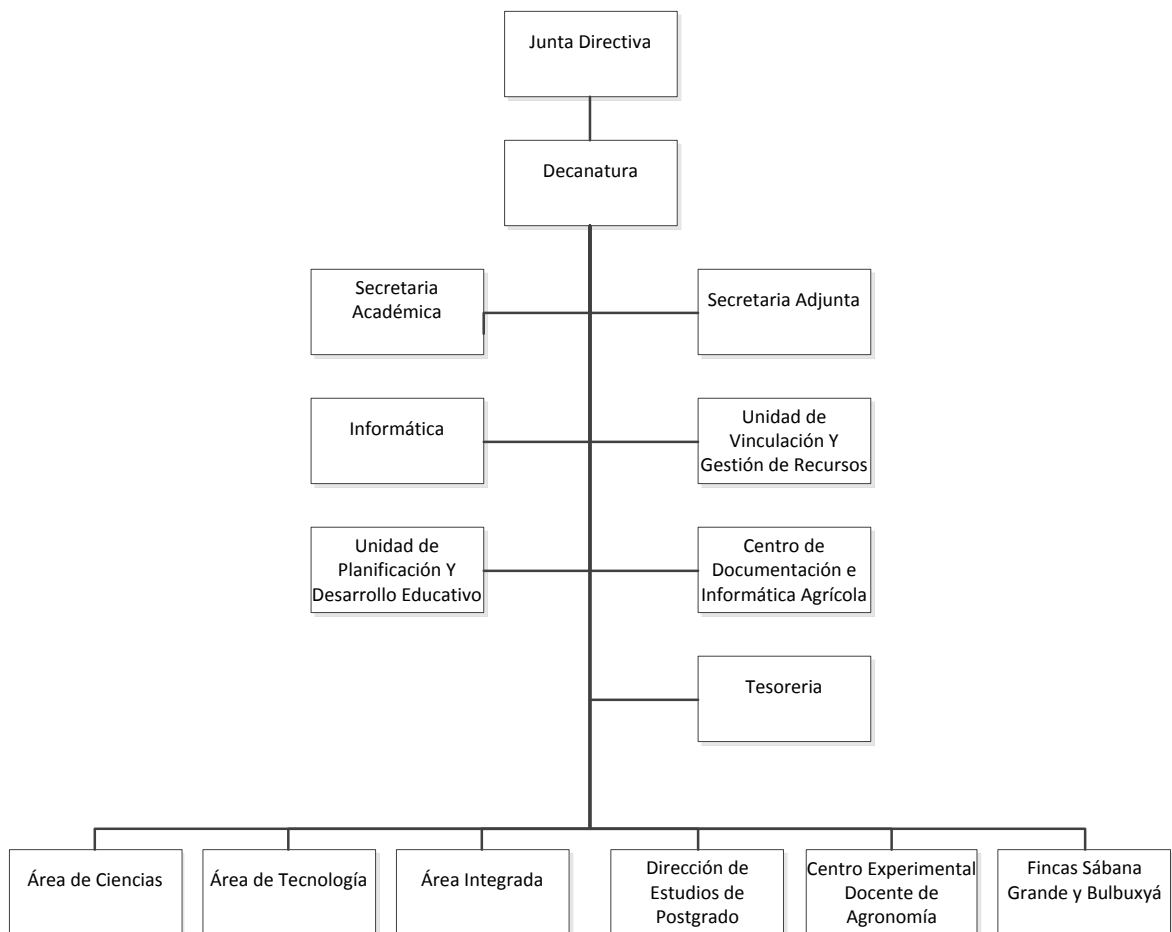 Junta Directiva
Decanatura
Secretaria
Académica
Secretaria Adjunta
Informática
Unidad de
Vinculación Y
Gestión de Recursos
Unidad de
Planificación Y
Desarrollo Educativo
Centro de
Documentación e
Informática Agrícola
Tesoreria
Área de Ciencias
Área de Tecnología
Área Integrada
Dirección de
Estudios de
Postgrado
Centro Experimental
Docente de
Agronomía
Fincas Sábana
Grande y Bulbuxyá